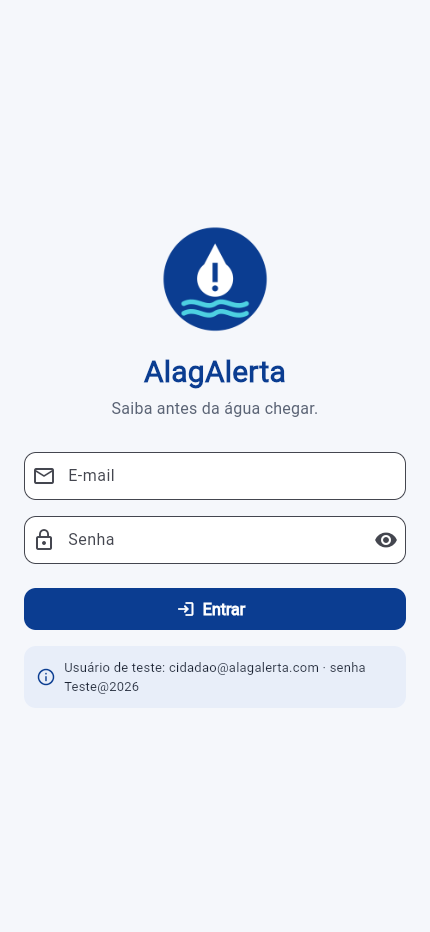 AlagAlerta
Saiba antes da água chegar.
E-mail
Senha
Entrar
Usuário de teste: cidadao@alagalerta.com · senha
Teste@2026